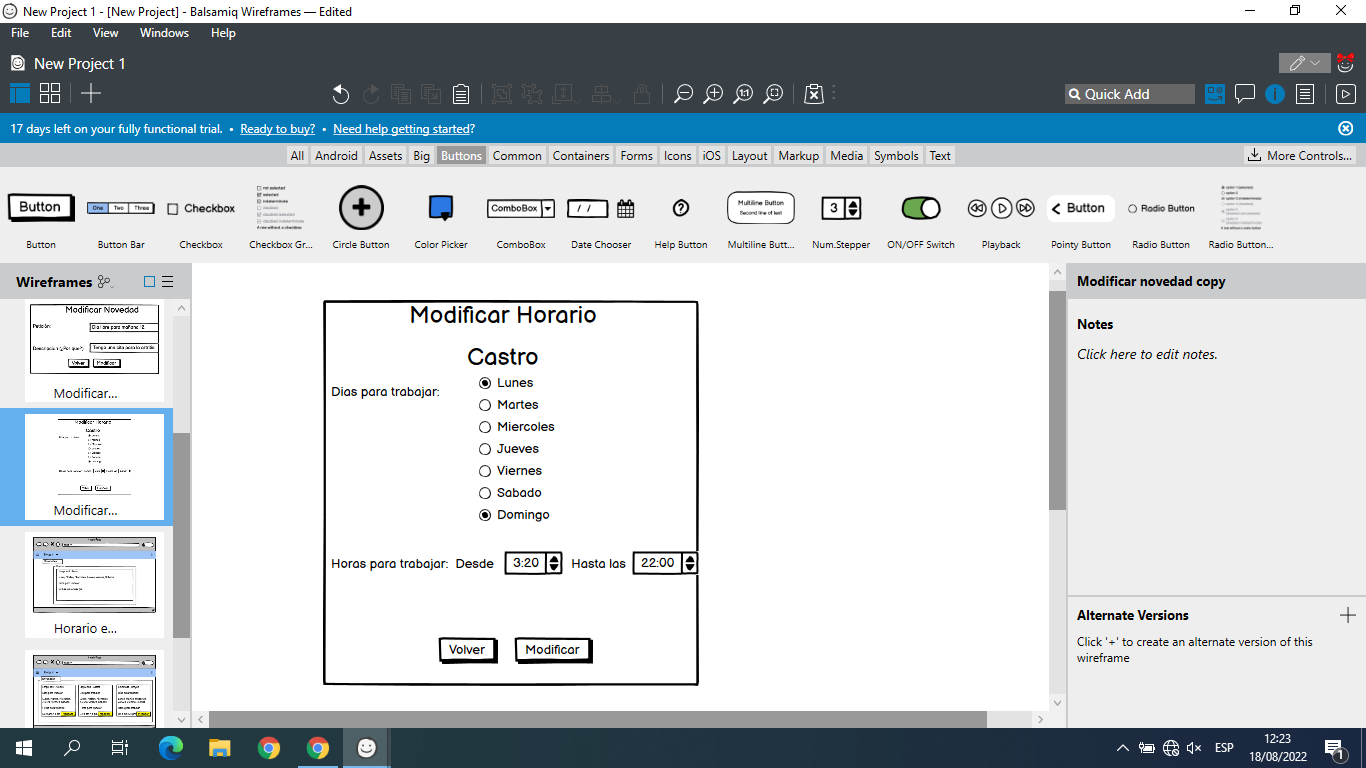 New Project 1 - [New Project] - Balsamiq Wireframes — Edited
File Edit View Windows Help
New Project 1
Quick Add
17 days left on your fully functional trial. • Ready to buy? • Need help getting started?
All Android Assets Big Buttons Common Containers Forms Icons iOS Layout Markup Media Symbols Text More Controls...
Button One Two Three Checkbox ComboBox / / ? Multiline Button Second line of text 3 Button Radio Button
Button Button Bar Checkbox Checkbox Gr... Circle Button Color Picker ComboBox Date Chooser Help Button Multiline Butt... Num.Stepper ON/OFF Switch Playback Pointy Button Radio Button Radio Button...
Wireframes
Modificar Novedad
Petición:
Volver Modificar
Modificar...
Modificar Horario
Castro
Modificar...
Horario e...
Modificar Horario
Castro
Dias para trabajar:
Lunes
Martes
Miercoles
Jueves
Viernes
Sabado
Domingo
Horas para trabajar: Desde 3:20 Hasta las 22:00
Volver Modificar
Modificar novedad copy
Notes
Click here to edit notes.
Alternate Versions
Click '+' to create an alternate version of this
wireframe
ESP
12:23
18/08/2022
1